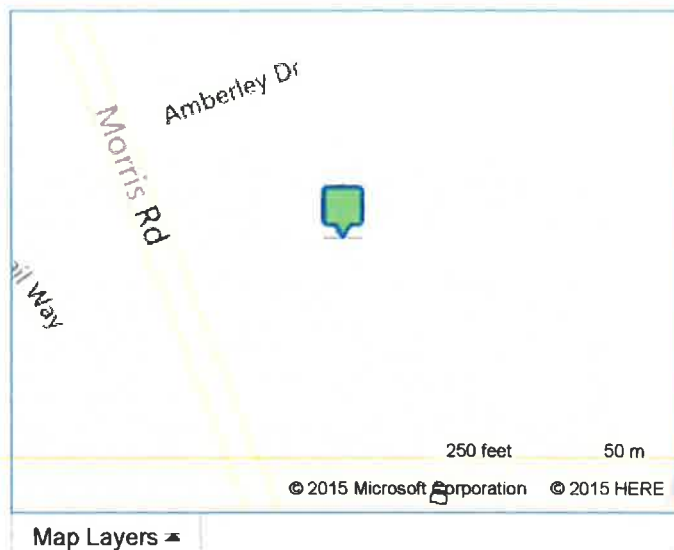 Amberley Dr
Morris Rd
Way
250 feet 50 m
© 2015 Microsoft Corporation © 2015 HERE
Map Layers